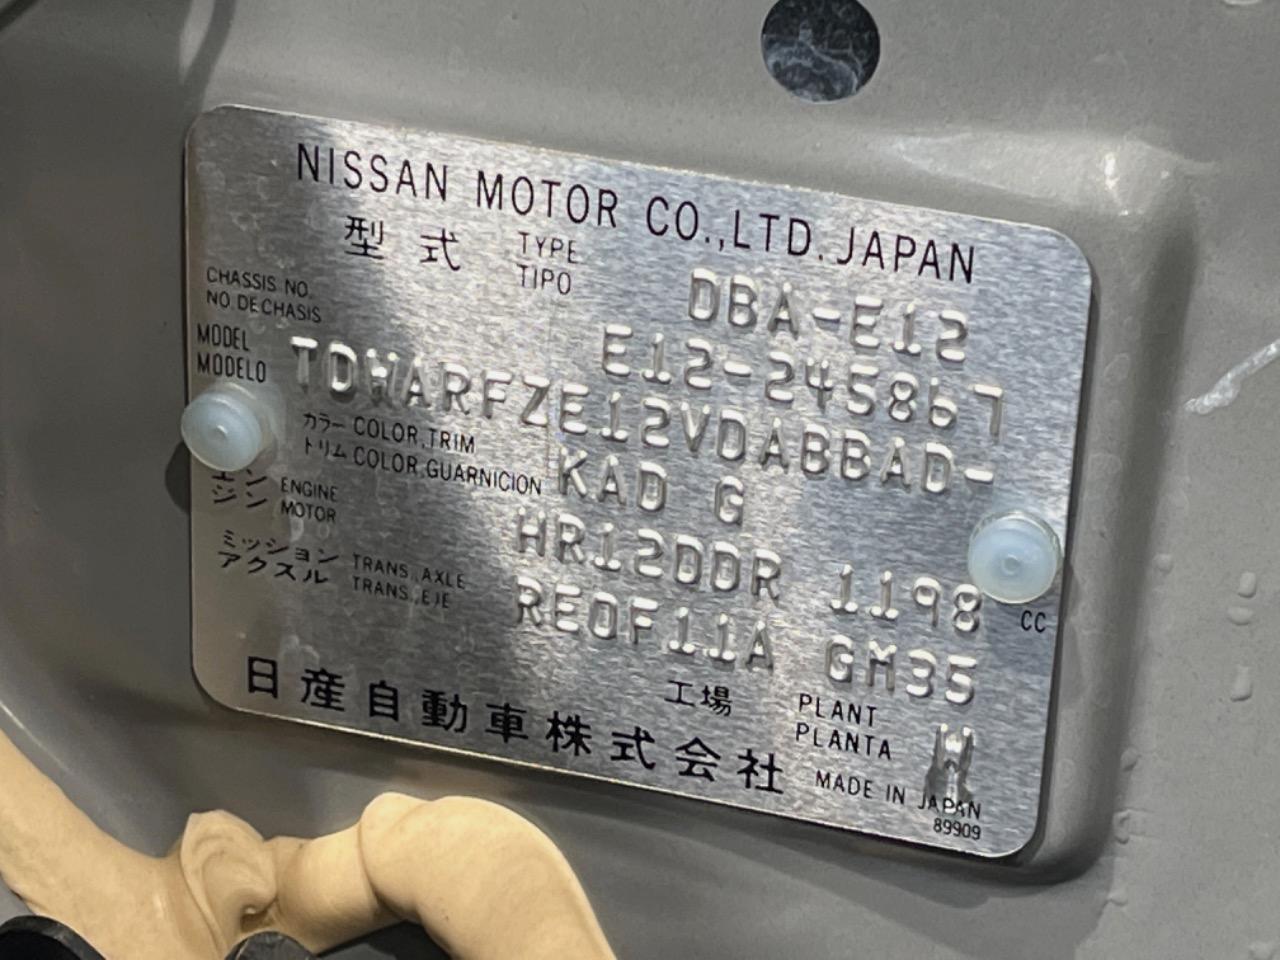 NISSAN MOTOR CO.,LTD. JAPAN
型式 TYPE TIPO DBA-E12
CHASSIS NO. NO. DE CHASIS E12-245867
MODEL MODELO TDWARFZE12VDABBAD-
カラー COLOR,TRIM
トリム COLOR,GUARNICION KAD G
エンジン ENGINE MOTOR HR12DDR 1198 CC
ミッション TRANS.,AXLE
アクスル TRANS.,EJE RE0F11A GM35
工場 PLANT PLANTA W
日産自動車株式会社 MADE IN JAPAN
89909